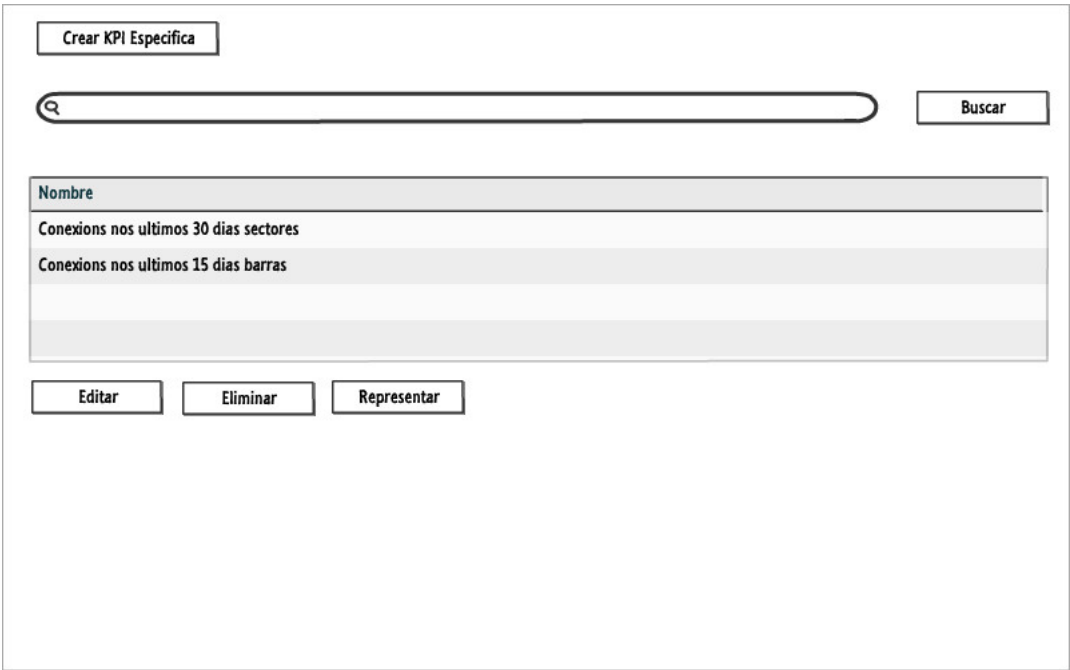 Crear KPI Especifica
Buscar
Nombre
Conexions nos ultimos 30 dias sectores
Conexions nos ultimos 15 dias barras
Editar Eliminar Representar